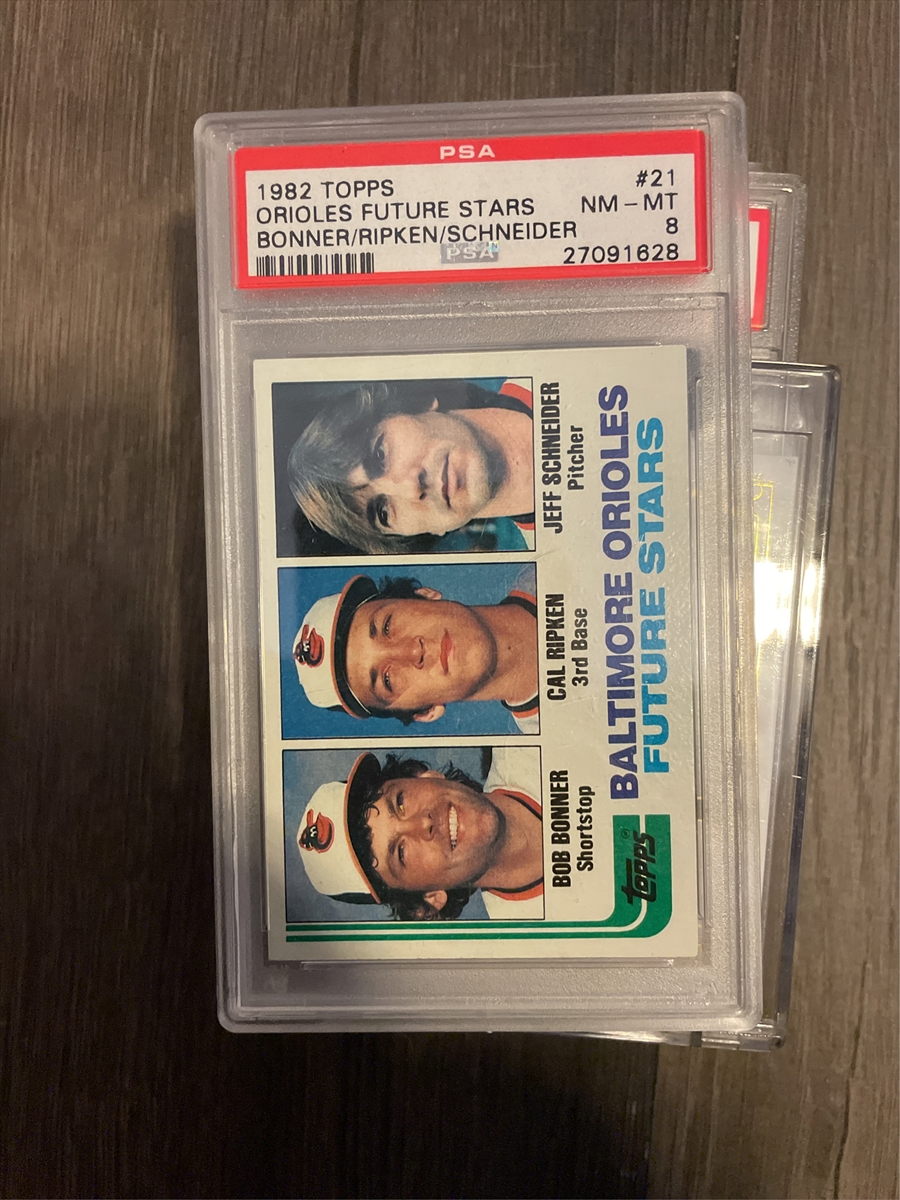 PSA
1982 TOPPS #21
ORIOLES FUTURE STARS NM - MT
BONNER/RIPKEN/SCHNEIDER 8
PSA 27091628
BOB BONNER
Shortstop
CAL RIPKEN
3rd Base
JEFF SCHNEIDER
Pitcher
TOPPS®
BALTIMORE ORIOLES
FUTURE STARS